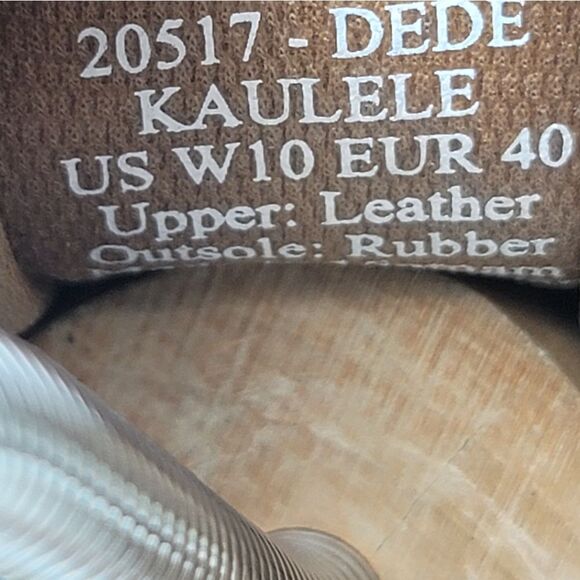 20517 - DEDE
KAULELE
US W10 EUR 40
Upper: Leather
Outsole: Rubber